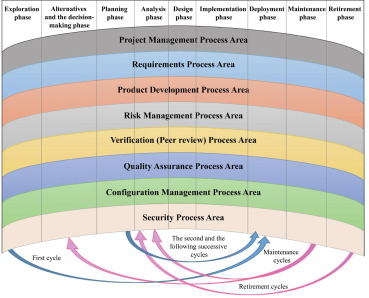 Exploration phase
Alternatives and the decision-making phase
Planning phase
Analysis phase
Design phase
Implementation phase
Deployment phase
Maintenance phase
Retirement phase
Project Management Process Area
Requirements Process Area
Product Development Process Area
Risk Management Process Area
Verification (Peer review) Process Area
Quality Assurance Process Area
Configuration Management Process Area
Security Process Area
First cycle
The second and the
following successive
cycles
Maintenance
cycles
Retirement cycles